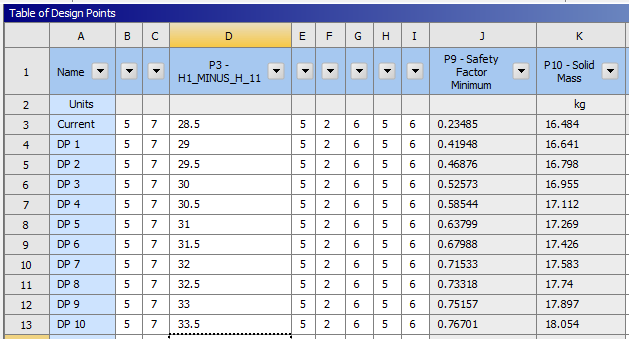 Table of Design Points
A B C D E F G H I J K
1 Name P3 - H1_MINUS_H_11 P9 - Safety Factor Minimum P10 - Solid Mass
2 Units kg
3 Current 5 7 28.5 5 2 6 5 6 0.23485 16.484
4 DP 1 5 7 29 5 2 6 5 6 0.41948 16.641
5 DP 2 5 7 29.5 5 2 6 5 6 0.46876 16.798
6 DP 3 5 7 30 5 2 6 5 6 0.52573 16.955
7 DP 4 5 7 30.5 5 2 6 5 6 0.58544 17.112
8 DP 5 5 7 31 5 2 6 5 6 0.63799 17.269
9 DP 6 5 7 31.5 5 2 6 5 6 0.67988 17.426
10 DP 7 5 7 32 5 2 6 5 6 0.71533 17.583
11 DP 8 5 7 32.5 5 2 6 5 6 0.73318 17.74
12 DP 9 5 7 33 5 2 6 5 6 0.75157 17.897
13 DP 10 5 7 33.5 5 2 6 5 6 0.76701 18.054